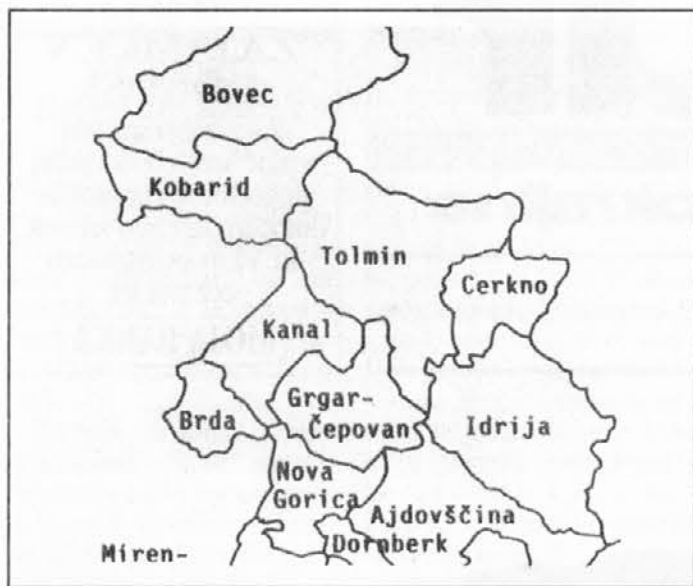 Bovec
Kobarid
Tolmin
Cerkno
Kanal
Grgar-
Čepovan
Brda
Idrija
Nova
Gorica
Ajdovščina
Dornberk
Miren-